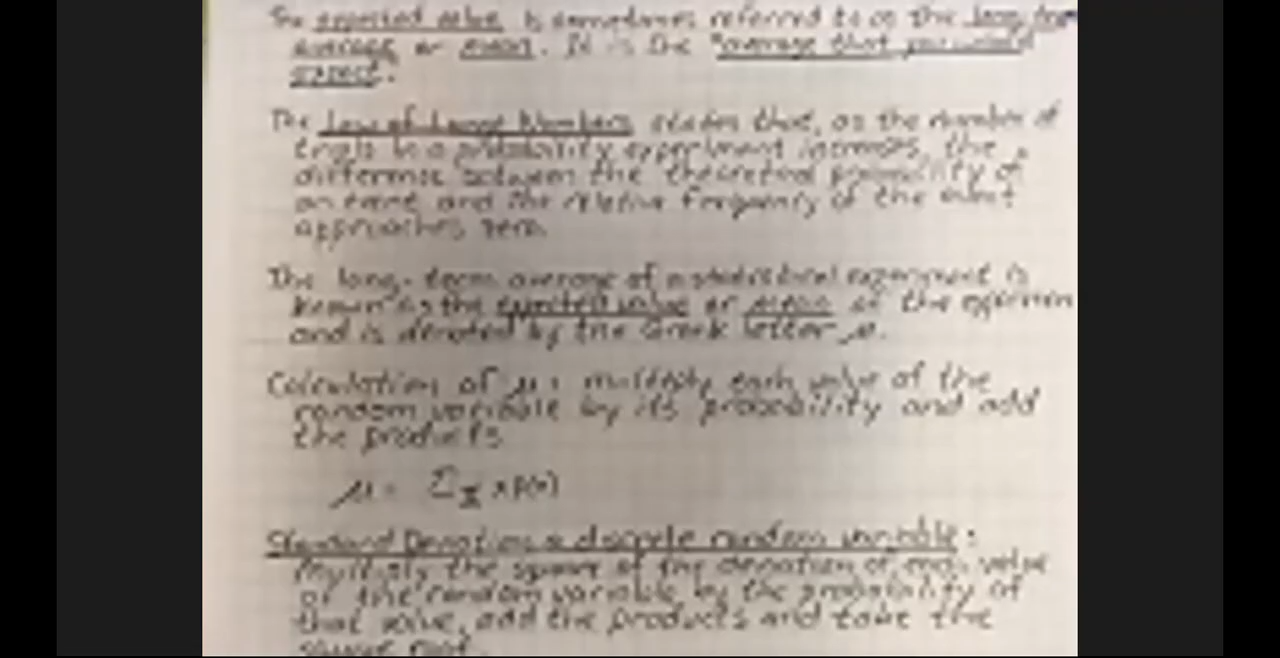 The expected value is sometimes referred to as the long-term
average or mean. It is the "average that you would
expect".
The Law of Large Numbers states that, as the number of
trials in a probability experiment increases, the
difference between the theoretical probability of
an event and the relative frequency of the event
approaches zero.
The long-term average of a statistical experiment is
known as the expected value or mean of the experimen
and is denoted by the Greek letter μ.
Calculation of μ: multiply each value of the
random variable by its probability and add
the products
μ = Σ_X x P(x)
Standard Deviation a discrete random variable:
Multiply the square of the deviation of each value
of the random variable by the probability of
that value, add the products and take the
square root.